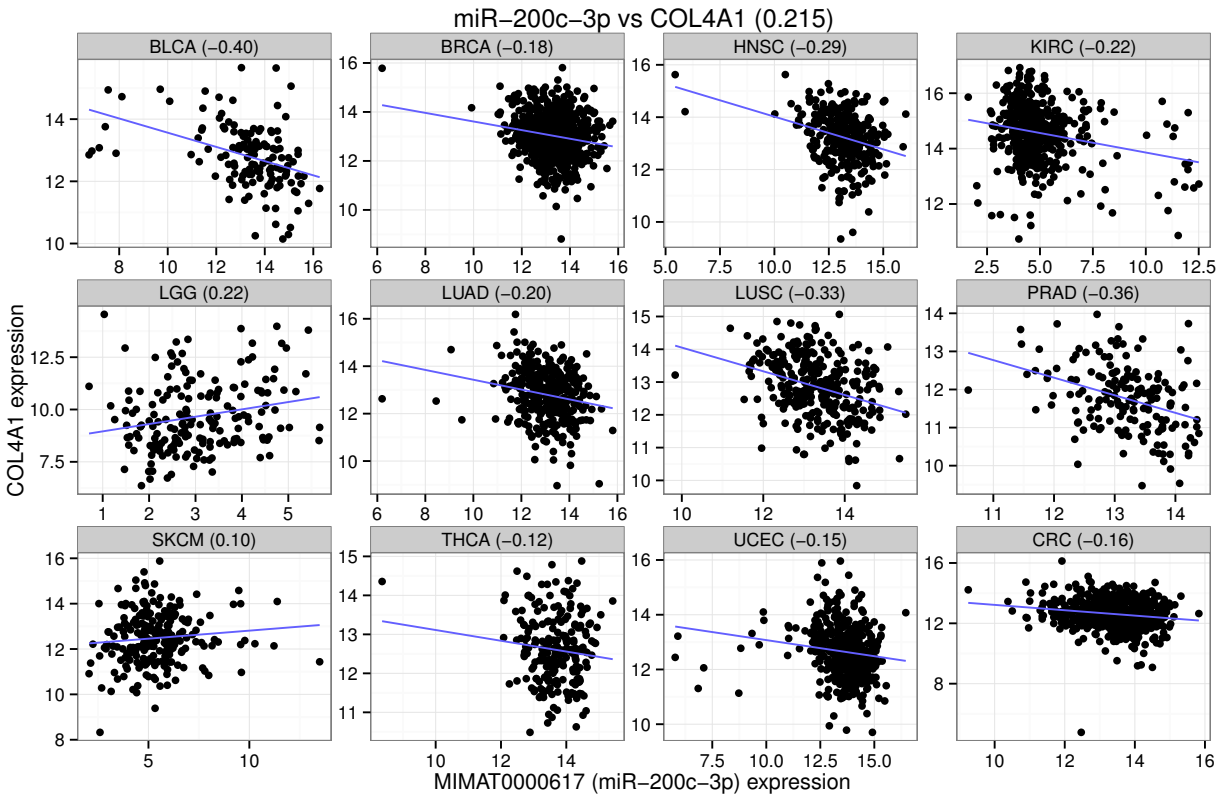 miR−200c−3p vs COL4A1 (0.215)
BLCA (−0.40) BRCA (−0.18) HNSC (−0.29) KIRC (−0.22)
14 12 10
8 10 12 14 16
16 14 12 10
6 8 10 12 14 16
16 14 12 10
5.0 7.5 10.0 12.5 15.0
16 14 12
2.5 5.0 7.5 10.0 12.5
COL4A1 expression
LGG (0.22) LUAD (−0.20) LUSC (−0.33) PRAD (−0.36)
12.5 10.0 7.5
1 2 3 4 5
16 14 12 10
6 8 10 12 14 16
15 14 13 12 11 10
10 12 14
14 13 12 11 10
11 12 13 14
SKCM (0.10) THCA (−0.12) UCEC (−0.15) CRC (−0.16)
16 14 12 10 8
5 10
15 14 13 12 11
10 12 14
16 14 12 10
7.5 10.0 12.5 15.0
16 12 8
10 12 14 16
MIMAT0000617 (miR−200c−3p) expression